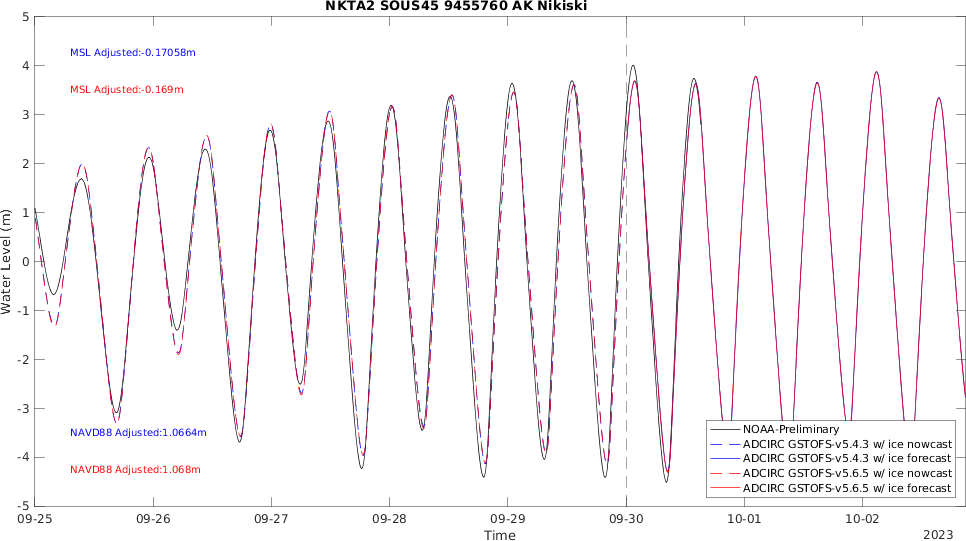 NKTA2 SOUS45 9455760 AK Nikiski
5
4
3
2
1
0
-1
-2
-3
-4
-5
Water Level (m)
MSL Adjusted:-0.17058m
MSL Adjusted:-0.169m
NAVD88 Adjusted:1.0664m
NAVD88 Adjusted:1.068m
NOAA-Preliminary
ADCIRC GSTOFS-v5.4.3 w/ ice nowcast
ADCIRC GSTOFS-v5.4.3 w/ ice forecast
ADCIRC GSTOFS-v5.6.5 w/ ice nowcast
ADCIRC GSTOFS-v5.6.5 w/ ice forecast
09-25 09-26 09-27 09-28 09-29 09-30 10-01 10-02
Time
2023